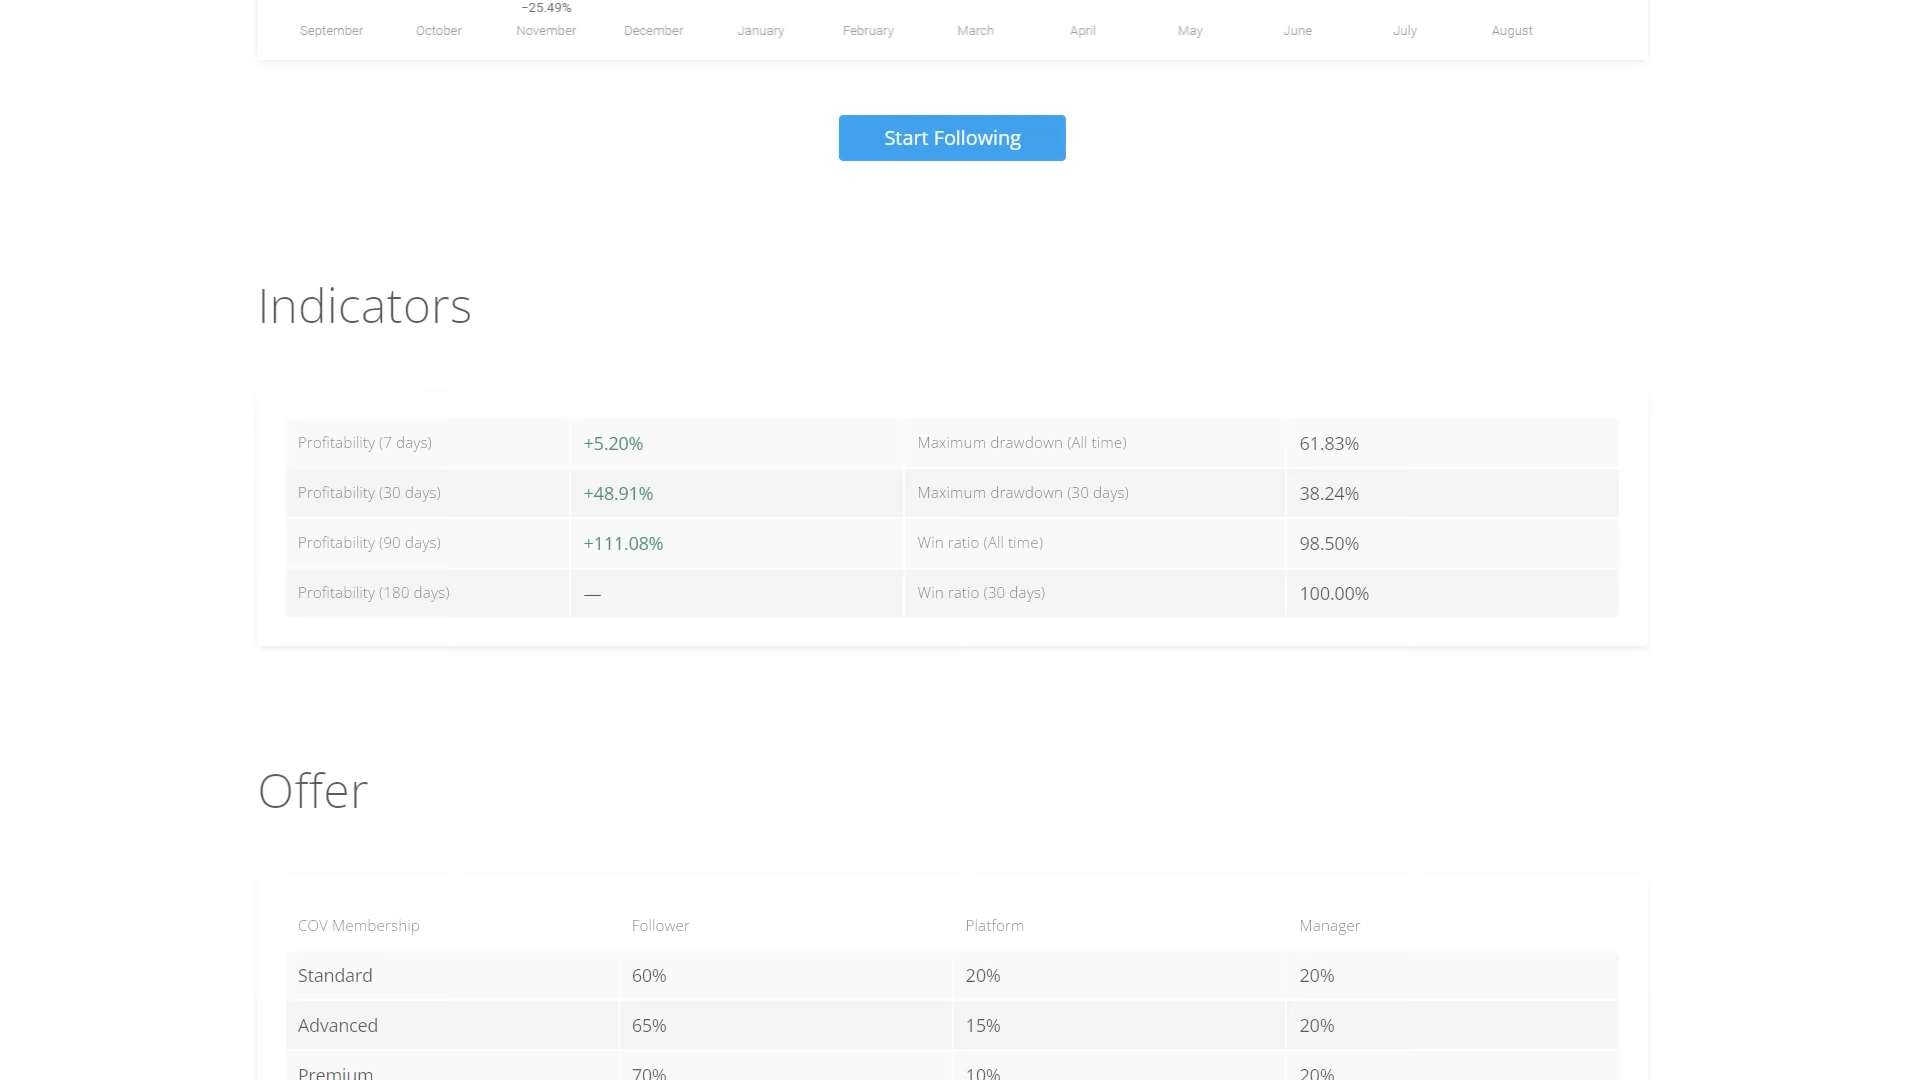 −25.49%
September October November December January February March April May June July August
Start Following
Indicators
Profitability (7 days) +5.20% Maximum drawdown (All time) 61.83%
Profitability (30 days) +48.91% Maximum drawdown (30 days) 38.24%
Profitability (90 days) +111.08% Win ratio (All time) 98.50%
Profitability (180 days) — Win ratio (30 days) 100.00%
Offer
COV Membership Follower Platform Manager
Standard 60% 20% 20%
Advanced 65% 15% 20%
Premium 70% 10% 20%